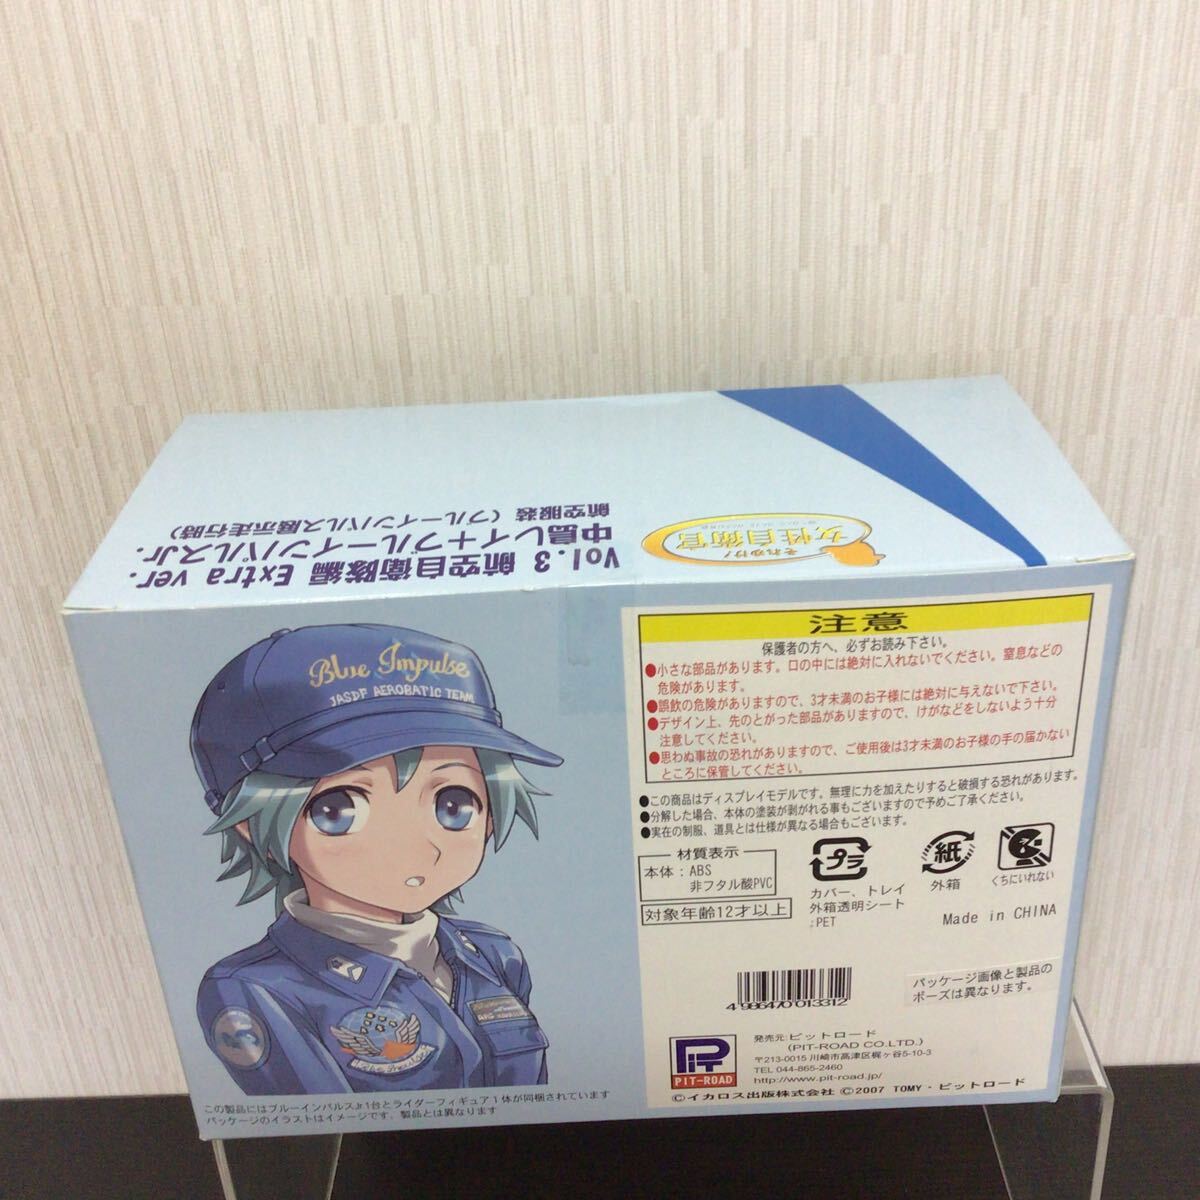 Vol.3 航空自衛隊編 Extra ver.
中島レイ+ブルーインパルスJr.
航空服装(ブルーインパルス展示走行時)
それゆけ!
女性自衛官
Blue Impulse
JASDF AEROBATIC TEAM
この製品にはブルーインパルスJr1台とライダーフィギュア1体が同梱されています
パッケージのイラストはイメージです、製品とは異なります
注意
保護者の方へ、必ずお読み下さい。
●小さな部品があります。口の中には絶対に入れないでください。窒息などの
危険があります。
●誤飲の危険がありますので、3才未満のお子様には絶対に与えないで下さい。
●デザイン上、先のとがった部品がありますので、けがなどをしないよう十分
注意してください。
●思わぬ事故の恐れがありますので、ご使用後は3才未満のお子様の手の届かない
ところに保管してください。
●この商品はディスプレイモデルです。無理に力を加えたりすると破損する恐れがあります。
●分解した場合、本体の塗装が剥がれる事もございますので予めご了承ください。
●実在の制服、道具とは仕様が異なる場合もございます。
材質表示
本体:ABS
非フタル酸PVC
対象年齢12才以上
プラ
カバー、トレイ
外箱透明シート
:PET
紙
外箱
くちにいれない
Made in CHINA
4 986470 013312
パッケージ画像と製品の
ポーズは異なります。
PIT
PIT-ROAD
発売元:ピットロード
(PIT-ROAD CO.LTD.)
〒213-0015 川崎市高津区梶ヶ谷5-10-3
TEL 044-865-2460
http://www.pit-road.jp/
©イカロス出版株式会社 ©2007 TOMY・ピットロード